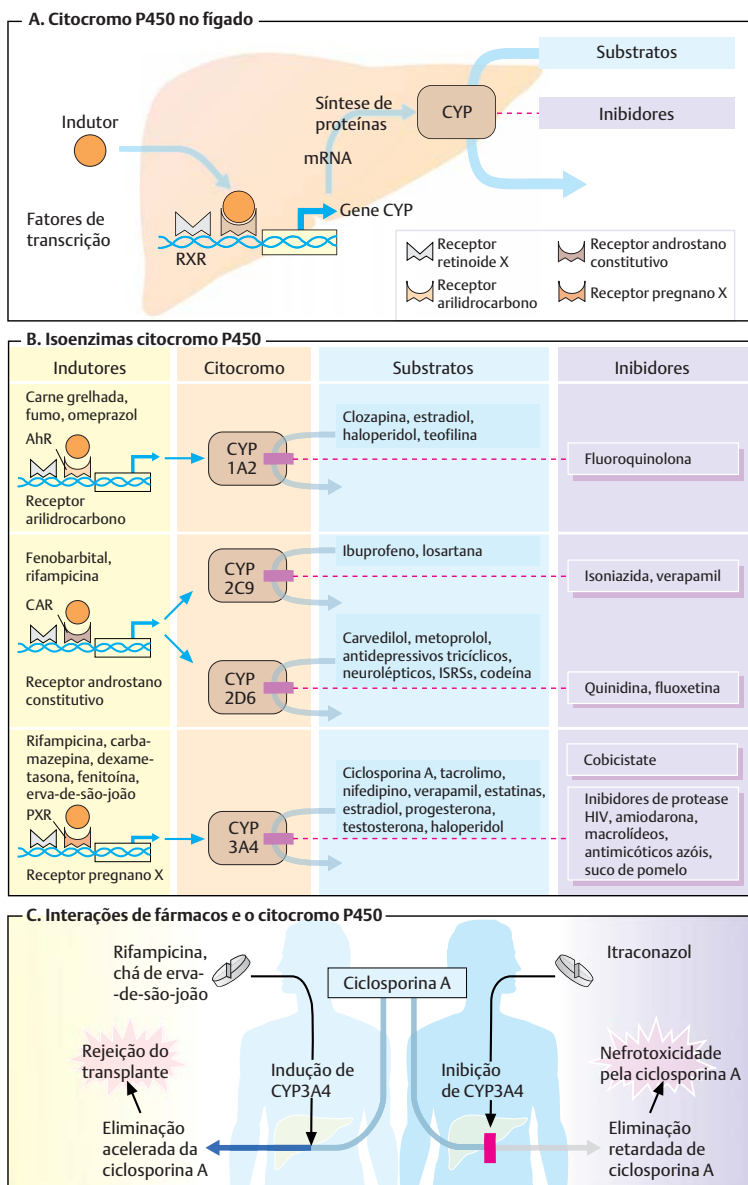 A. Citocromo P450 no fígado
Substratos
Síntese de
proteínas
CYP
Inibidores
Indutor
mRNA
Fatores de
transcrição
Gene CYP
RXR
Receptor
retinoide X
Receptor androstano
constitutivo
Receptor
arilidrocarbono
Receptor pregnano X
B. Isoenzimas citocromo P450
Indutores
Citocromo
Substratos
Inibidores
Carne grelhada,
fumo, omeprazol
AhR
Receptor
arilidrocarbono
CYP
1A2
Clozapina, estradiol,
haloperidol, teofilina
Fluoroquinolona
Fenobarbital,
rifampicina
CAR
Receptor androstano
constitutivo
CYP
2C9
Ibuprofeno, losartana
Isoniazida, verapamil
CYP
2D6
Carvedilol, metoprolol,
antidepressivos tricíclicos,
neurolépticos, ISRSs, codeína
Quinidina, fluoxetina
Rifampicina, carba-
mazepina, dexame-
tasona, fenitoína,
erva-de-são-joão
PXR
Receptor pregnano X
CYP
3A4
Ciclosporina A, tacrolimo,
nifedipino, verapamil, estatinas,
estradiol, progesterona,
testosterona, haloperidol
Cobicistate
Inibidores de protease
HIV, amiodarona,
macrolídeos,
antimicóticos azóis,
suco de pomelo
C. Interações de fármacos e o citocromo P450
Rifampicina,
chá de erva-
-de-são-joão
Ciclosporina A
Itraconazol
Rejeição do
transplante
Indução de
CYP3A4
Inibição
de CYP3A4
Nefrotoxicidade
pela ciclosporina A
Eliminação
acelerada da
ciclosporina A
Eliminação
retardada de
ciclosporina A